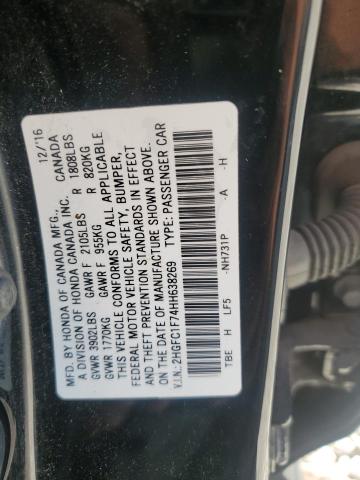 MFD. BY HONDA OF CANADA MFG., 12/'16
A DIVISION OF HONDA CANADA INC. CANADA
GVWR 3902LBS GAWR F 2105LBS R 1808LBS
GVWR 1770KG GAWR F 955KG R 820KG
THIS VEHICLE CONFORMS TO ALL APPLICABLE
FEDERAL MOTOR VEHICLE SAFETY, BUMPER,
AND THEFT PREVENTION STANDARDS IN EFFECT
ON THE DATE OF MANUFACTURE SHOWN ABOVE.
V.I.N.: 2HGFC1F74HH638269 TYPE: PASSENGER CAR
TBE H LF5 -NH731P -A -H